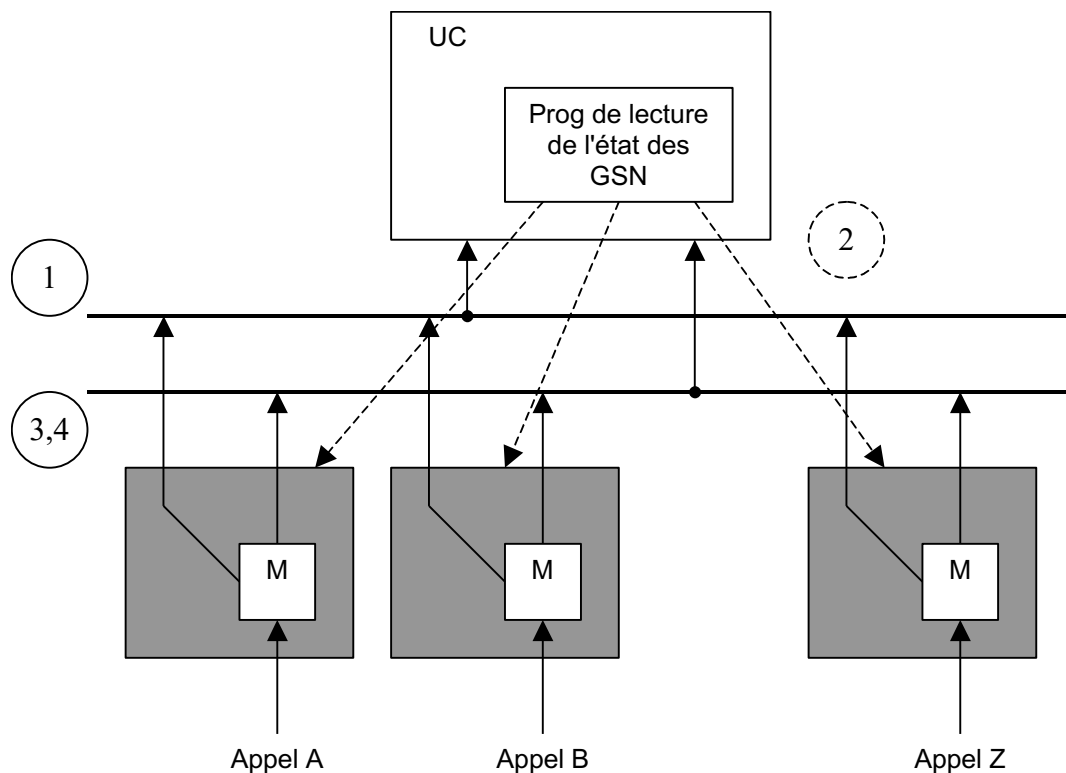 UC
Prog de lecture
de l'état des
GSN
2
1
3,4
M
M
M
Appel A
Appel B
Appel Z